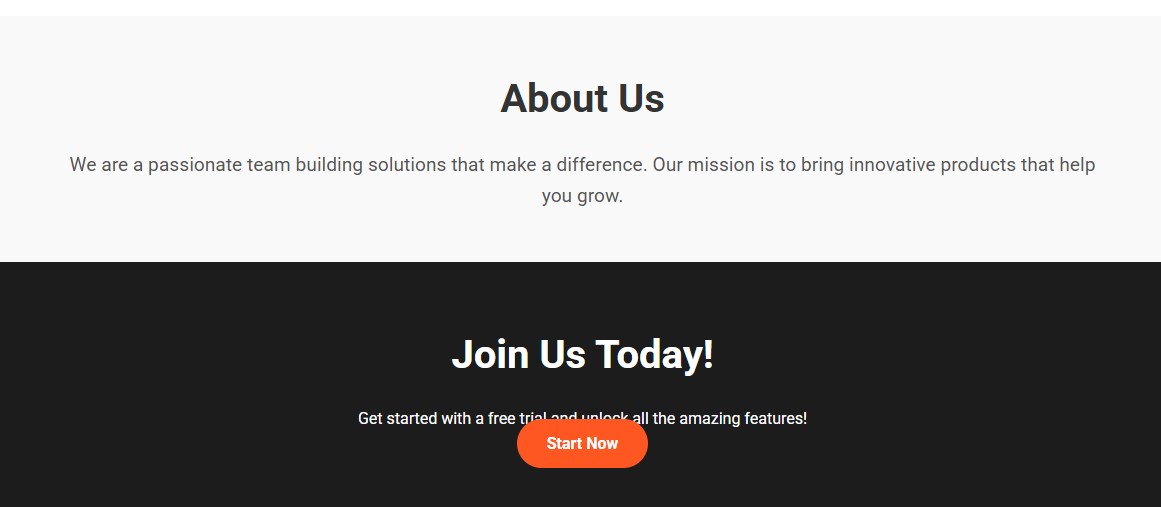 About Us
We are a passionate team building solutions that make a difference. Our mission is to bring innovative products that help
you grow.
Join Us Today!
Get started with a free trial and unlock all the amazing features!
Start Now